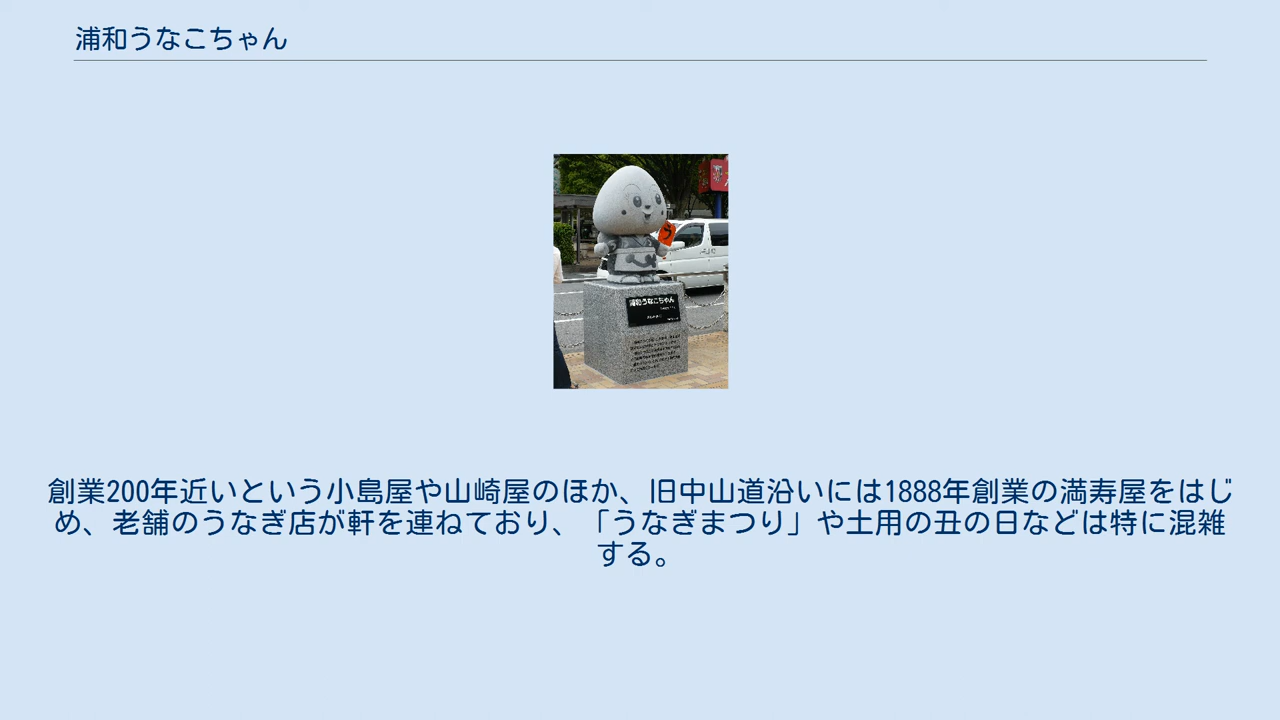 浦和うなこちゃん
う
浦和うなこちゃん
創業200年近いという小島屋や山崎屋のほか、旧中山道沿いには1888年創業の満寿屋をはじ
め、老舗のうなぎ店が軒を連ねており、「うなぎまつり」や土用の丑の日などは特に混雑
する。